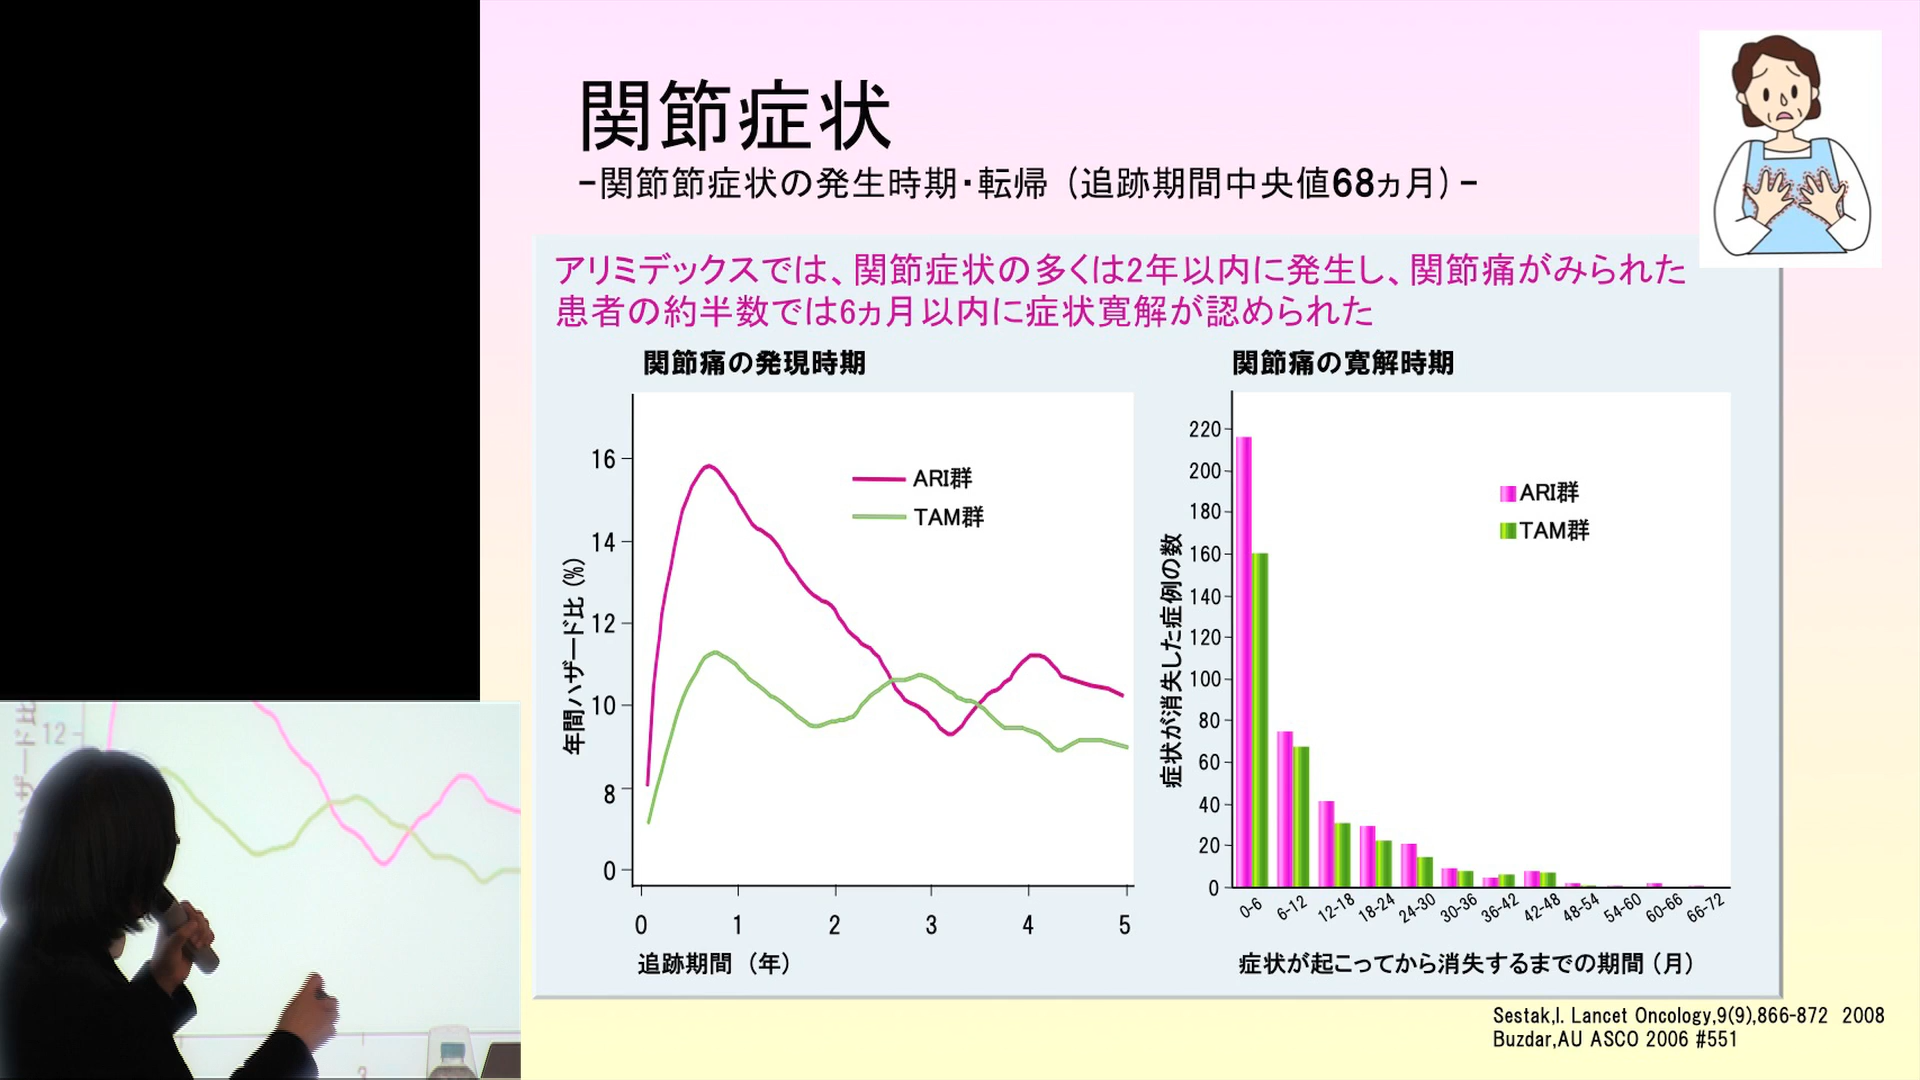 関節症状
−関節節症状の発生時期・転帰（追跡期間中央値68ヵ月）−
アリミデックスでは、関節症状の多くは2年以内に発生し、関節痛がみられた
患者の約半数では6ヵ月以内に症状寛解が認められた
関節痛の発現時期
年間ハザード比（%）
16
14
12
10
8
0
ARI群
TAM群
0 1 2 3 4 5
追跡期間（年）
関節痛の寛解時期
症状が消失した症例の数
220
200
180
160
140
120
100
80
60
40
20
0
ARI群
TAM群
0-6 6-12 12-18 18-24 24-30 30-36 36-42 42-48 48-54 54-60 60-66 66-72
症状が起こってから消失するまでの期間（月）
Sestak,I. Lancet Oncology,9(9),866-872 2008
Buzdar,AU ASCO 2006 #551
ザード比
12
3